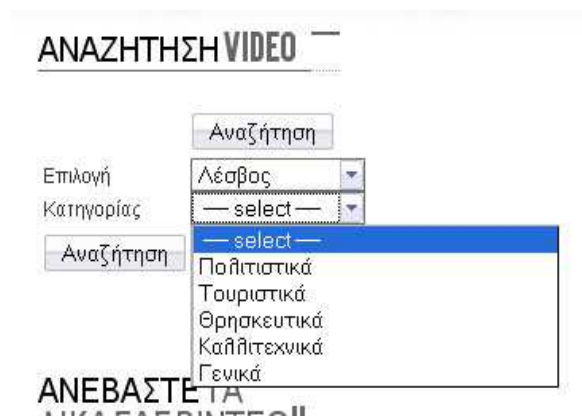 ΑΝΑΖΗΤΗΣΗ VIDEO
Αναζήτηση
Επιλογή Λέσβος
Κατηγορίας — select —
— select —
Αναζήτηση
Πολιτιστικά
Τουριστικά
Θρησκευτικά
Καλλιτεχνικά
Γενικά
ΑΝΕΒΑΣΤΕ ΤΑ